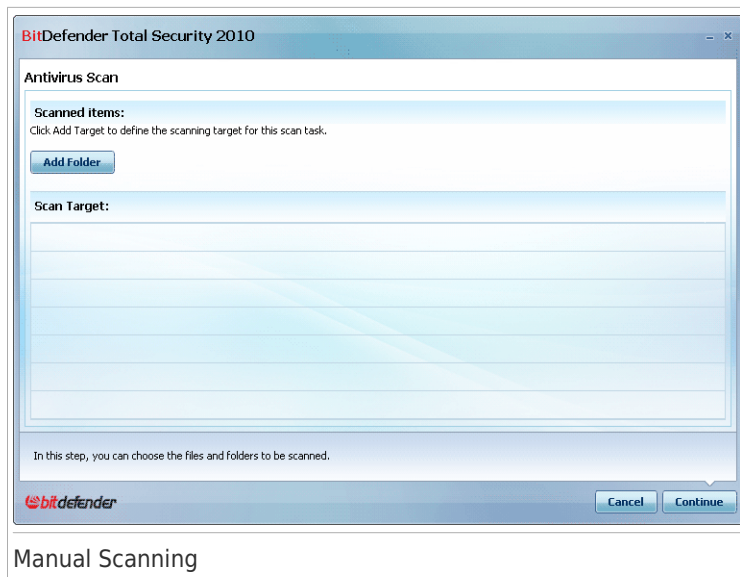 BitDefender Total Security 2010
Antivirus Scan
Scanned items:
Click Add Target to define the scanning target for this scan task.
Add Folder
Scan Target:
In this step, you can choose the files and folders to be scanned.
bitdefender
Cancel
Continue
Manual Scanning